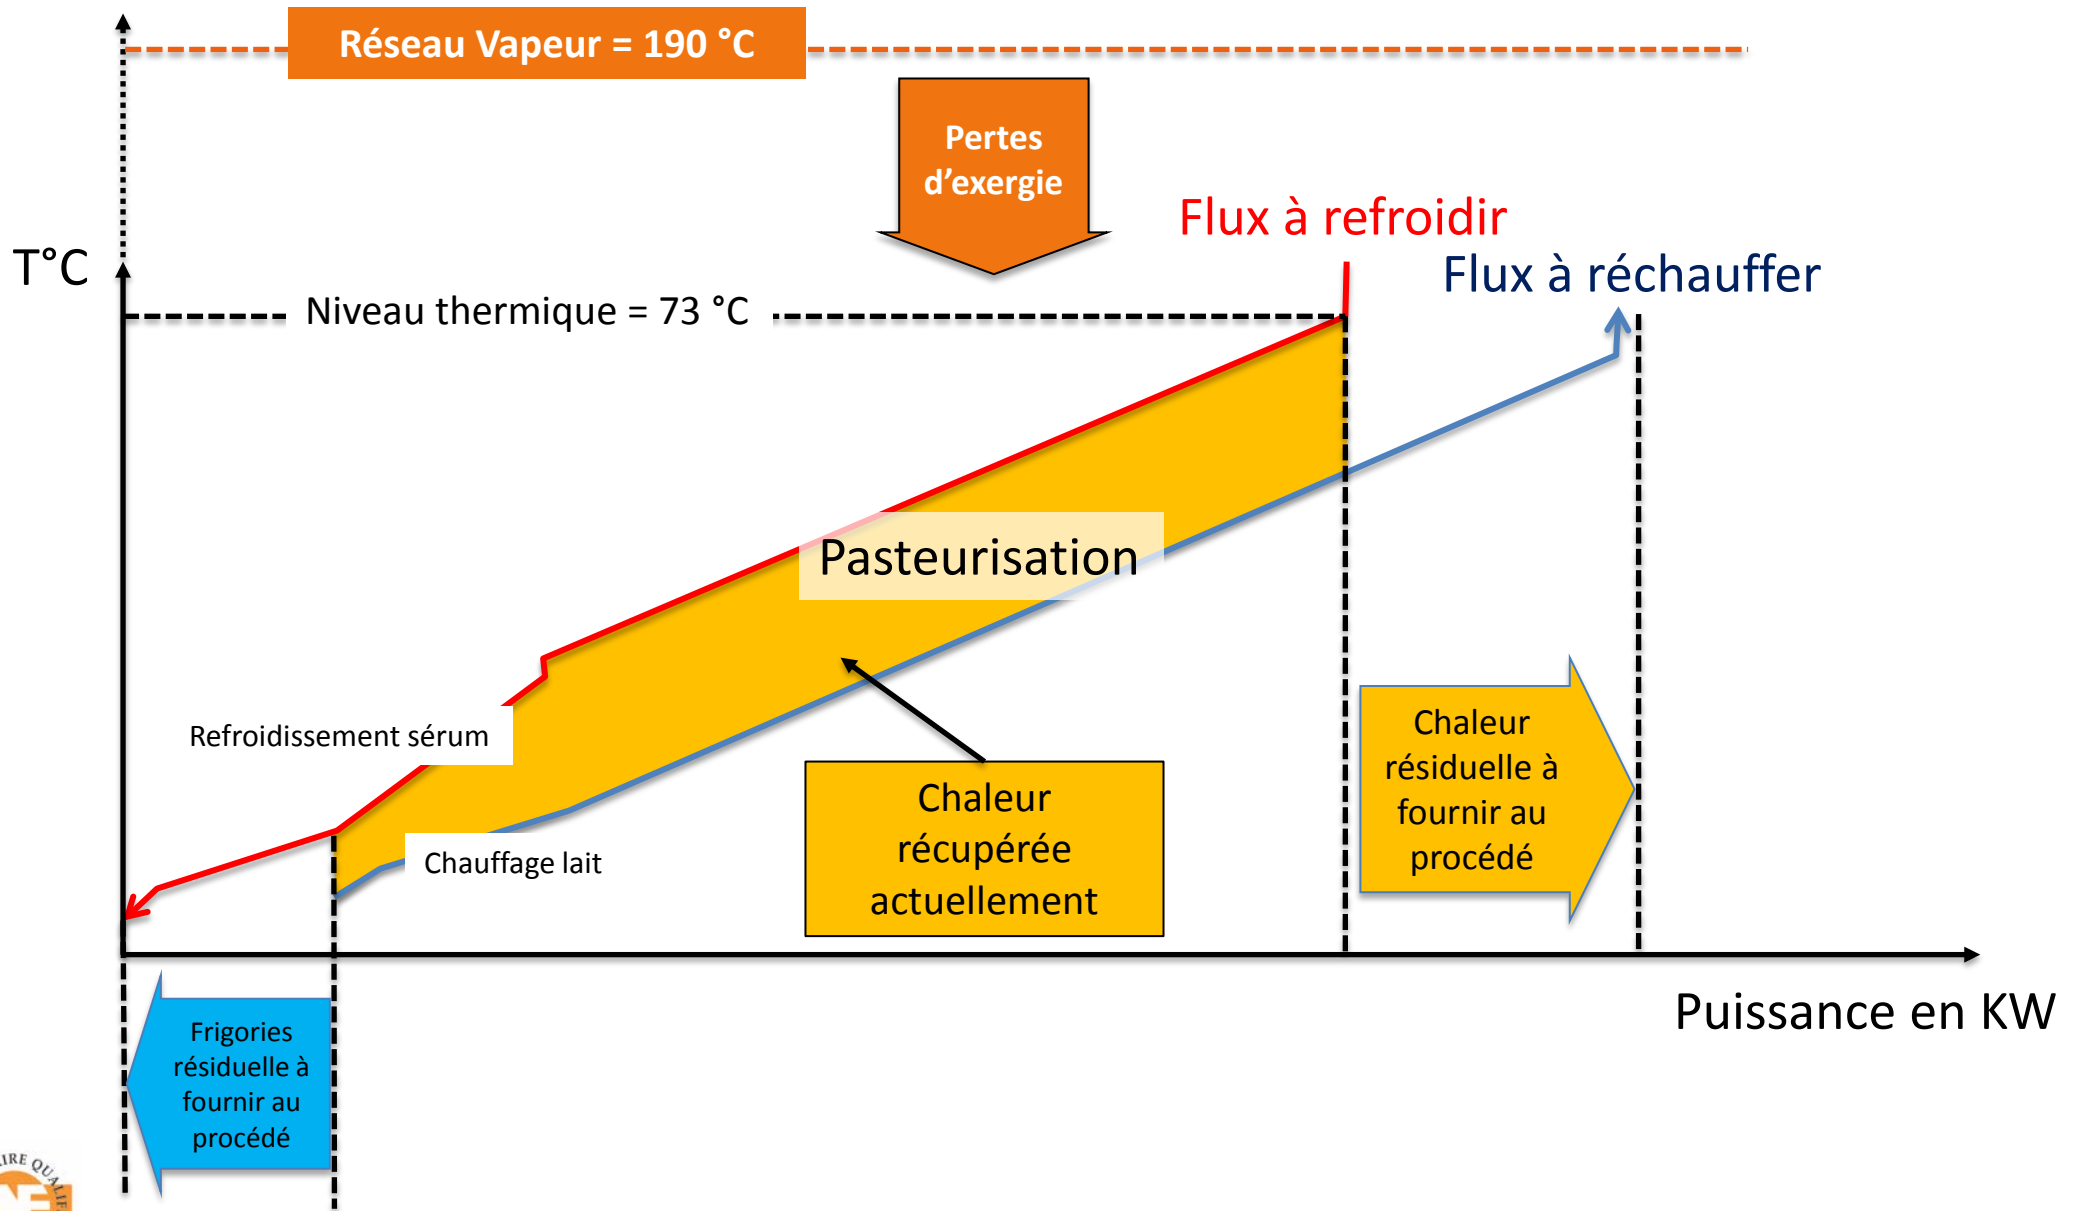 Réseau Vapeur = 190 °C
Pertes
d’exergie
Flux à refroidir
T°C
Flux à réchauffer
Niveau thermique = 73 °C
Pasteurisation
Refroidissement sérum
Chaleur
résiduelle à
fournir au
procédé
Chaleur
récupérée
actuellement
Chauffage lait
Puissance en KW
Frigories
résiduelle à
fournir au
procédé